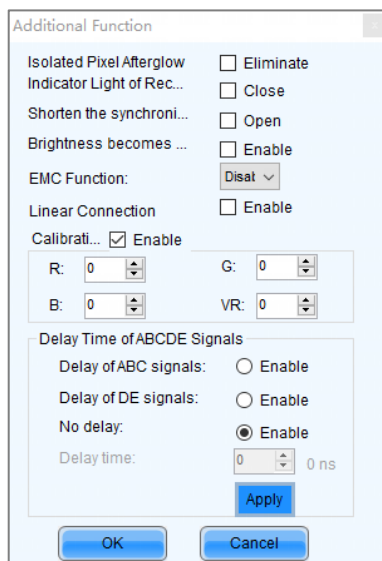 Additional Function
Isolated Pixel Afterglow Eliminate
Indicator Light of Rec... Close
Shorten the synchroni... Open
Brightness becomes ... Enable
EMC Function: Disat
Linear Connection Enable
Calibrati... Enable
R: 0 G: 0
B: 0 VR: 0
Delay Time of ABCDE Signals
Delay of ABC signals: Enable
Delay of DE signals: Enable
No delay: Enable
Delay time: 0 0 ns
Apply
OK Cancel